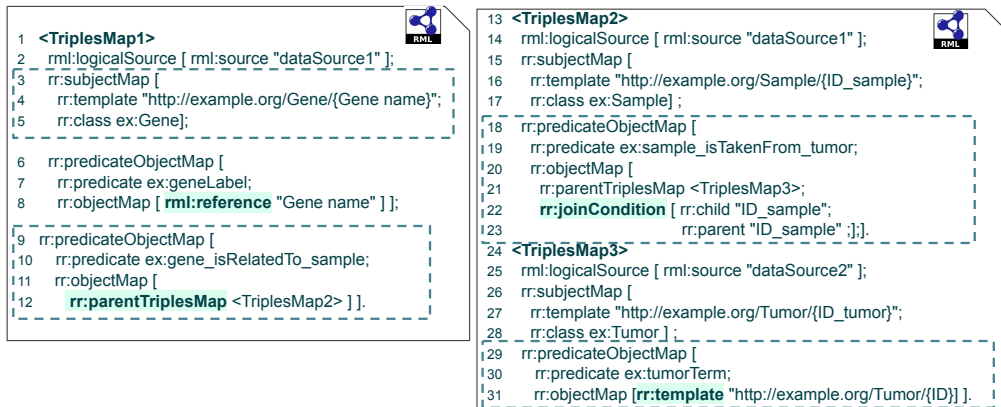 RML
1 <TriplesMap1>
2 rml:logicalSource [ rml:source "dataSource1" ];
3 rr:subjectMap [
4 rr:template "http://example.org/Gene/{Gene name}";
5 rr:class ex:Gene];
6 rr:predicateObjectMap [
7 rr:predicate ex:geneLabel;
8 rr:objectMap [ rml:reference "Gene name" ] ];
9 rr:predicateObjectMap [
10 rr:predicate ex:gene_isRelatedTo_sample;
11 rr:objectMap [
12 rr:parentTriplesMap <TriplesMap2> ] ].
RML
13 <TriplesMap2>
14 rml:logicalSource [ rml:source "dataSource1" ];
15 rr:subjectMap [
16 rr:template "http://example.org/Sample/{ID_sample}";
17 rr:class ex:Sample] ;
18 rr:predicateObjectMap [
19 rr:predicate ex:sample_isTakenFrom_tumor;
20 rr:objectMap [
21 rr:parentTriplesMap <TriplesMap3>;
22 rr:joinCondition [ rr:child "ID_sample";
23 rr:parent "ID_sample" ;];].
24 <TriplesMap3>
25 rml:logicalSource [ rml:source "dataSource2" ];
26 rr:subjectMap [
27 rr:template "http://example.org/Tumor/{ID_tumor}";
28 rr:class ex:Tumor ] ;
29 rr:predicateObjectMap [
30 rr:predicate ex:tumorTerm;
31 rr:objectMap [rr:template "http://example.org/Tumor/{ID}] ].